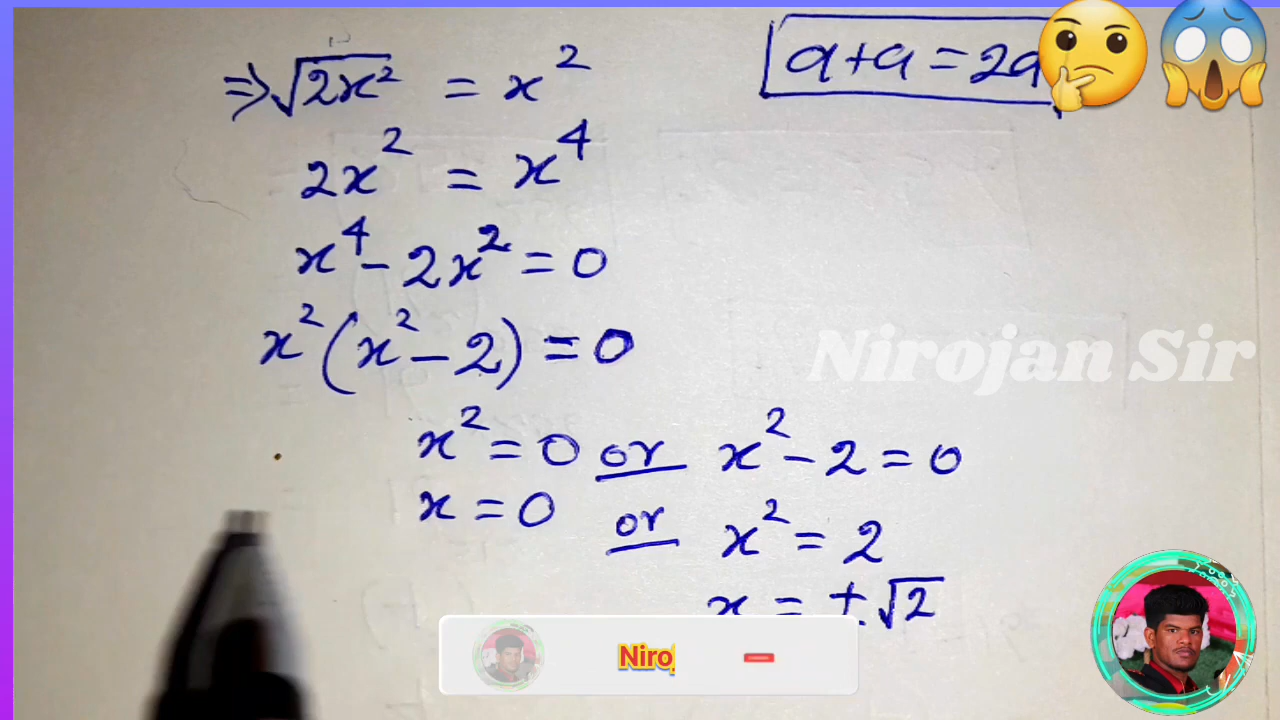 ⇒√2x² = x²
a+a=2a
2x² = x⁴
x⁴-2x²=0
x²(x²-2)=0
Nirojan Sir
x²=0 or x²-2=0
x=0 or x²=2
x=±√2
Niro